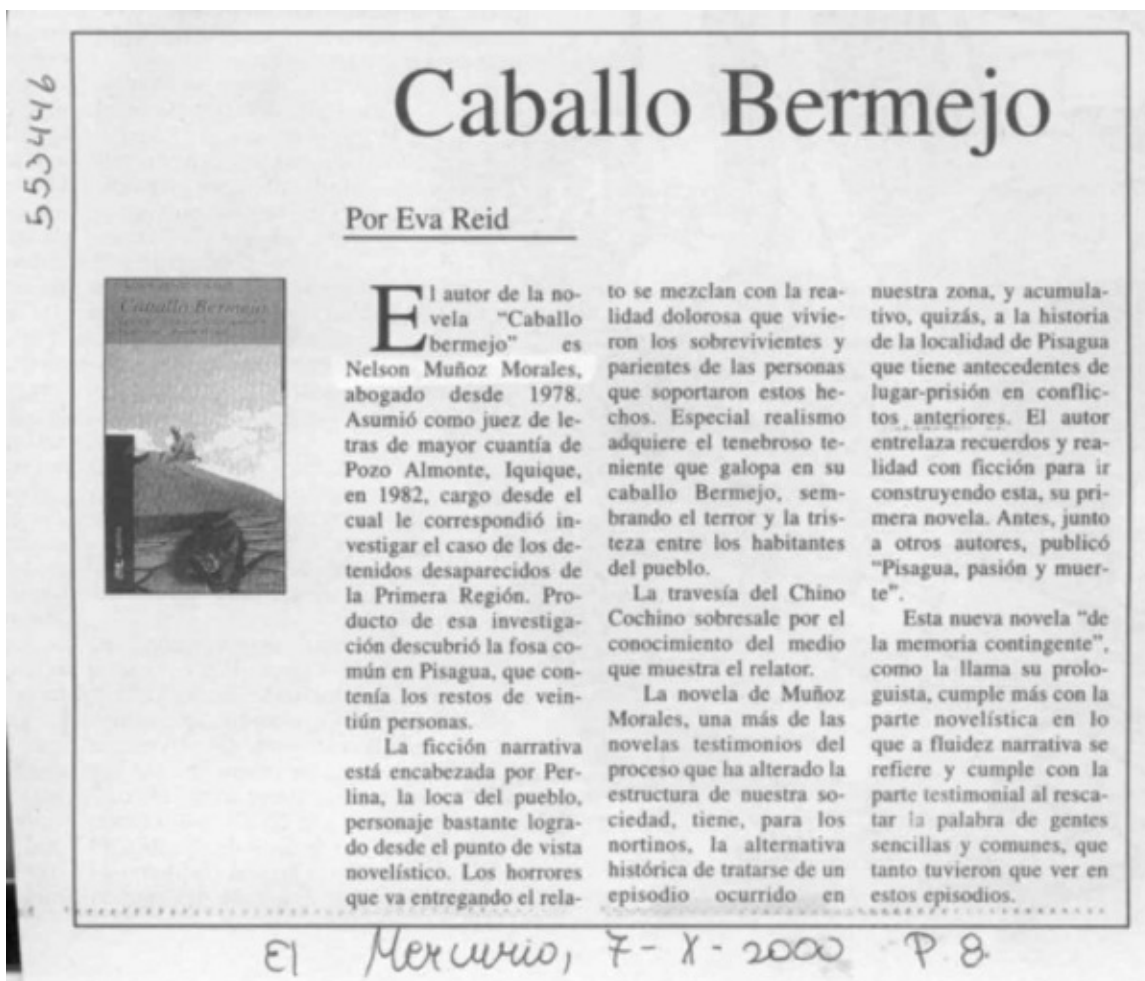 553446
Caballo Bermejo
Por Eva Reid
Caballo Bermejo
El autor de la no-
vela "Caballo
bermejo" es
Nelson Muñoz Morales,
abogado desde 1978.
Asumió como juez de le-
tras de mayor cuantía de
Pozo Almonte, Iquique,
en 1982, cargo desde el
cual le correspondió in-
vestigar el caso de los de-
tenidos desaparecidos de
la Primera Región. Pro-
ducto de esa investiga-
ción descubrió la fosa co-
mún en Pisagua, que con-
tenía los restos de vein-
tiún personas.
La ficción narrativa
está encabezada por Per-
lina, la loca del pueblo,
personaje bastante logra-
do desde el punto de vista
novelístico. Los horrores
que va entregando el rela-
to se mezclan con la rea-
lidad dolorosa que vivie-
ron los sobrevivientes y
parientes de las personas
que soportaron estos he-
chos. Especial realismo
adquiere el tenebroso te-
niente que galopa en su
caballo Bermejo, sem-
brando el terror y la tris-
teza entre los habitantes
del pueblo.
La travesía del Chino
Cochino sobresale por el
conocimiento del medio
que muestra el relator.
La novela de Muñoz
Morales, una más de las
novelas testimonios del
proceso que ha alterado la
estructura de nuestra so-
ciedad, tiene, para los
nortinos, la alternativa
histórica de tratarse de un
episodio ocurrido en
nuestra zona, y acumula-
tivo, quizás, a la historia
de la localidad de Pisagua
que tiene antecedentes de
lugar-prisión en conflic-
tos anteriores. El autor
entrelaza recuerdos y rea-
lidad con ficción para ir
construyendo esta, su pri-
mera novela. Antes, junto
a otros autores, publicó
"Pisagua, pasión y muer-
te".
Esta nueva novela "de
la memoria contingente",
como la llama su prolo-
guista, cumple más con la
parte novelística en lo
que a fluidez narrativa se
refiere y cumple con la
parte testimonial al resca-
tar la palabra de gentes
sencillas y comunes, que
tanto tuvieron que ver en
estos episodios.
El Mercurio, 7-X-2000 P.8.